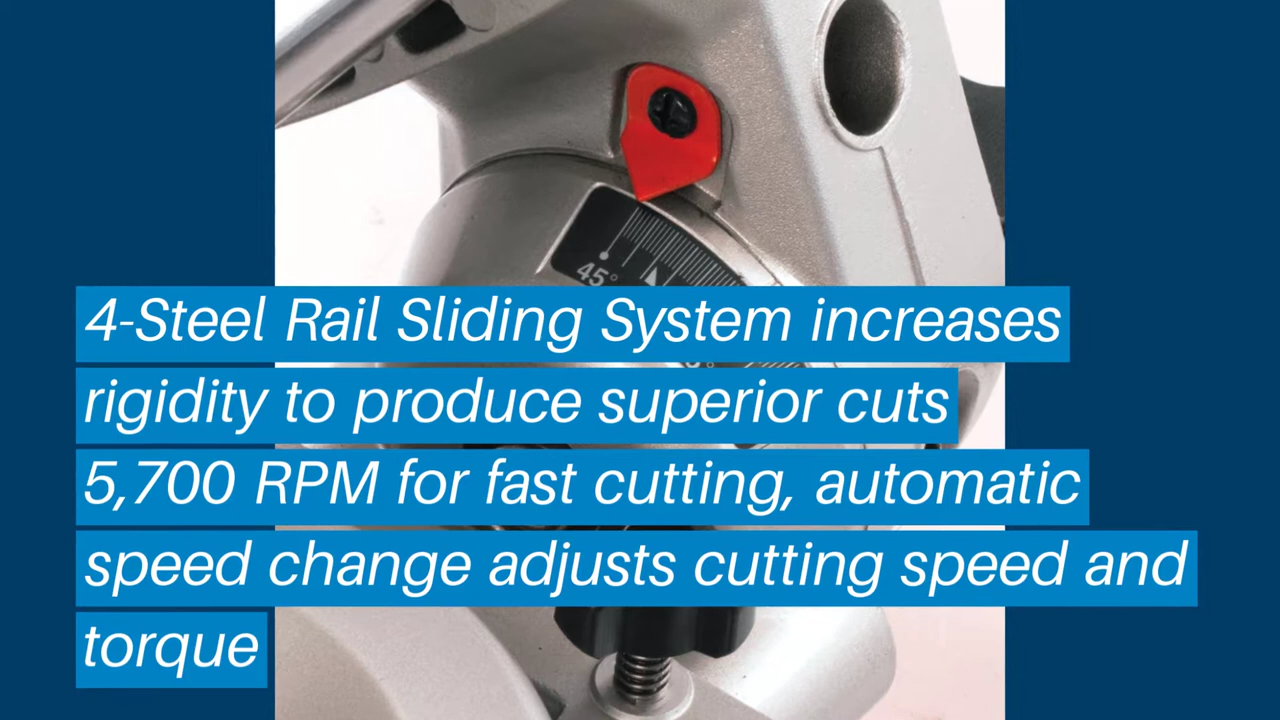 45°
4-Steel Rail Sliding System increases
rigidity to produce superior cuts
5,700 RPM for fast cutting, automatic
speed change adjusts cutting speed and
torque